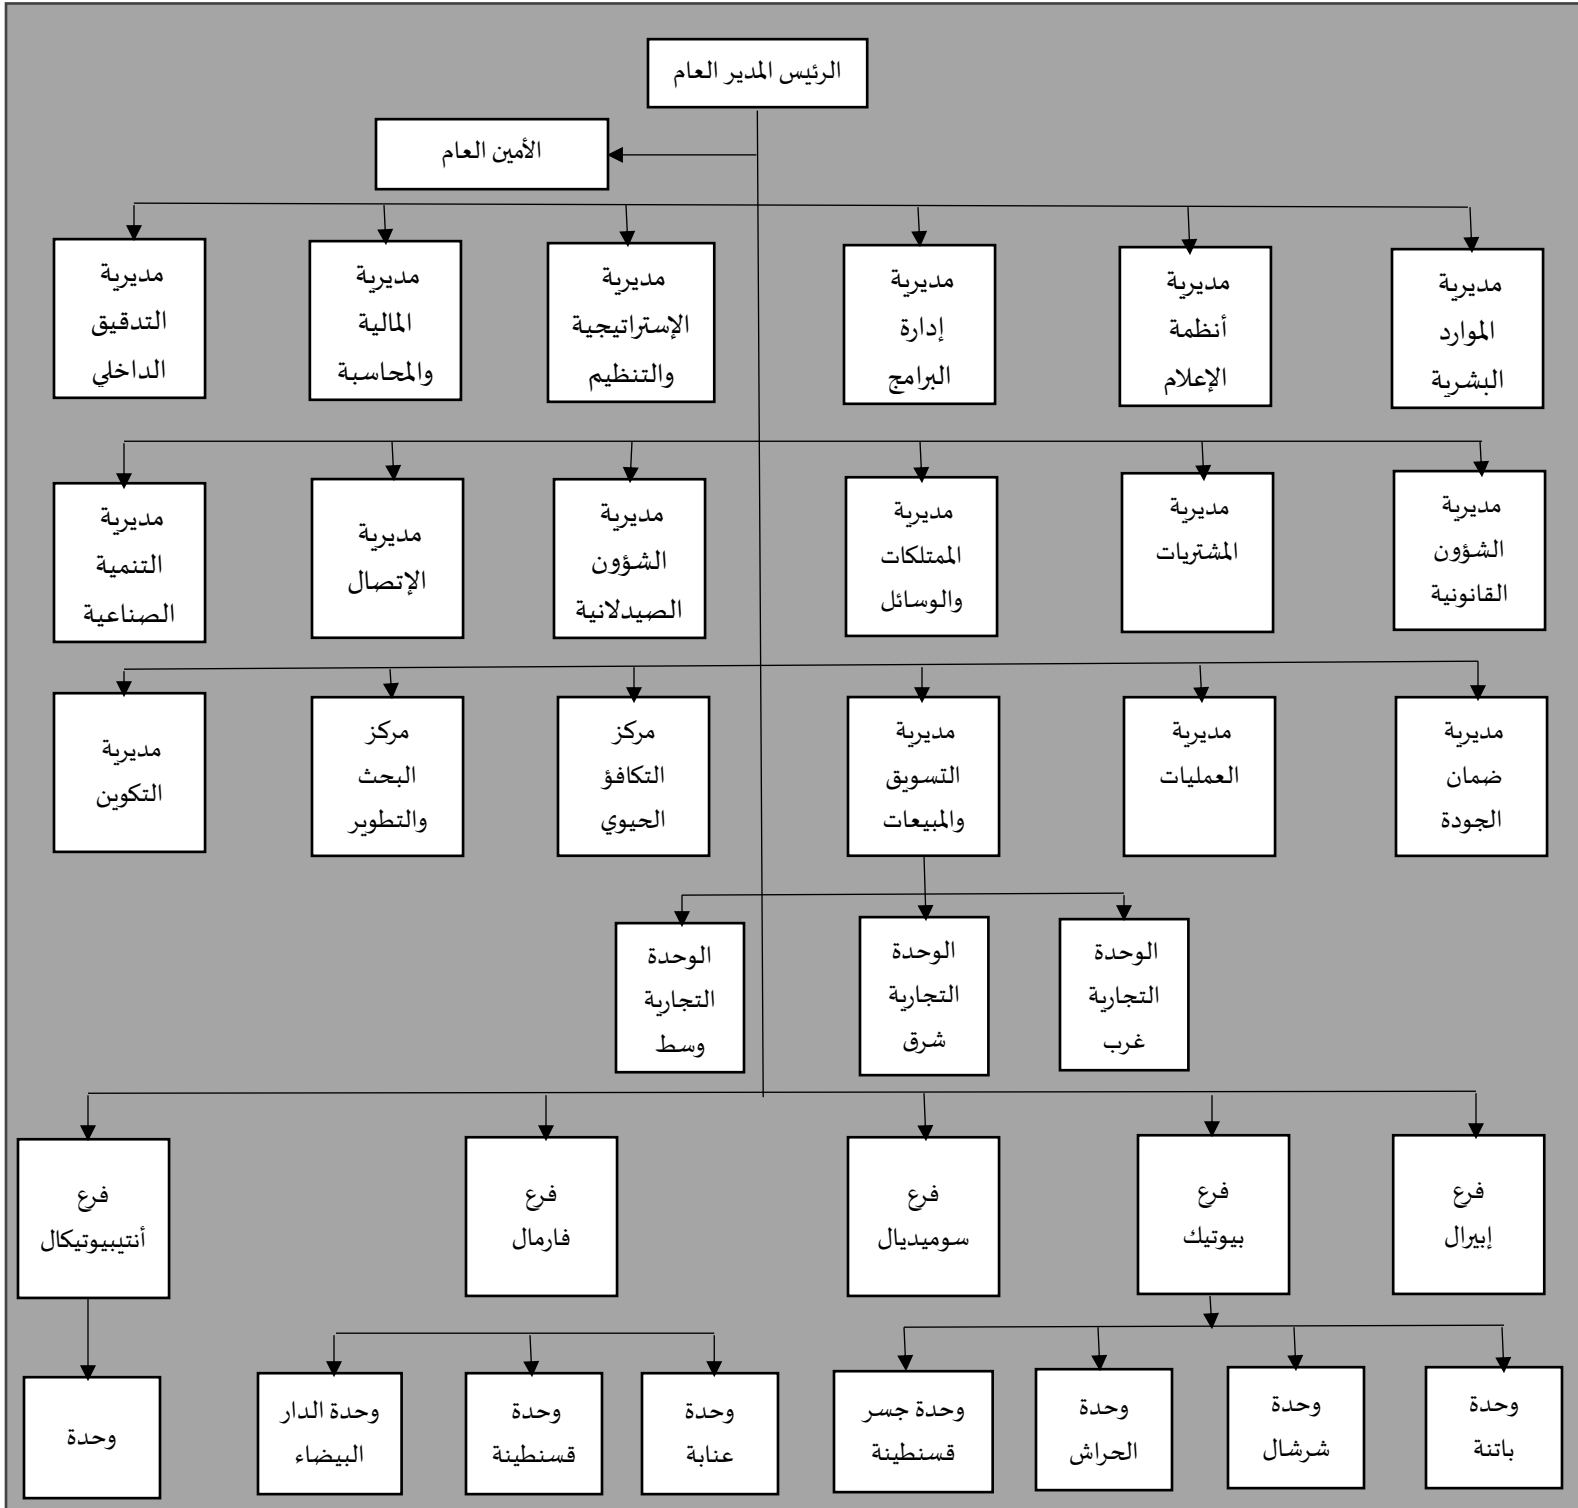 الرئيس المدير العام
الأمين العام
مديرية
الموارد
البشرية
مديرية
أنظمة
الإعلام
مديرية
إدارة
البرامج
مديرية
الإستراتيجية
والتنظيم
مديرية
المالية
والمحاسبة
مديرية
التدقيق
الداخلي
مديرية
الشؤون
القانونية
مديرية
المشتريات
مديرية
الممتلكات
والوسائل
مديرية
الشؤون
الصيدلانية
مديرية
الإتصال
مديرية
التنمية
الصناعية
مديرية
ضمان
الجودة
مديرية
العمليات
مديرية
التسويق
والمبيعات
مركز
التكافؤ
الحيوي
مركز
البحث
والتطوير
مديرية
التكوين
الوحدة
التجارية
غرب
الوحدة
التجارية
شرق
الوحدة
التجارية
وسط
فرع
إبيرال
فرع
بيوتيك
فرع
سوميديال
فرع
فارمال
فرع
أنتيبيوتيكال
وحدة
باتنة
وحدة
شرشال
وحدة
الحراش
وحدة جسر
قسنطينة
وحدة
عنابة
وحدة
قسنطينة
وحدة الدار
البيضاء
وحدة